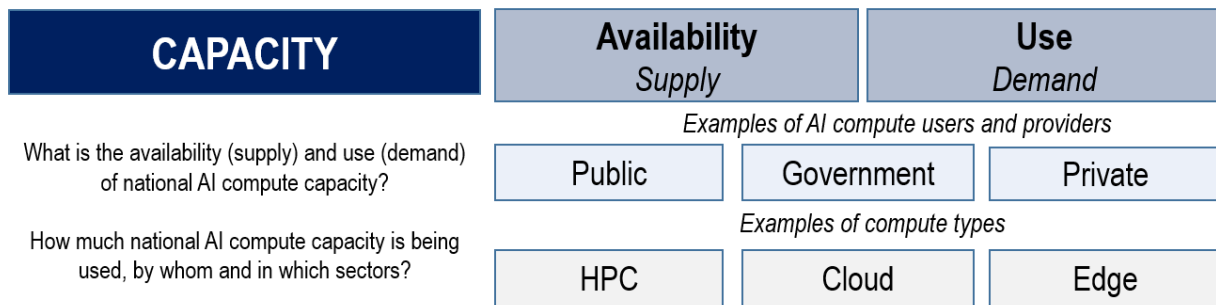 CAPACITY
What is the availability (supply) and use (demand)
of national AI compute capacity?
How much national AI compute capacity is being
used, by whom and in which sectors?
Availability
Supply
Use
Demand
Examples of AI compute users and providers
Public
Government
Private
Examples of compute types
HPC
Cloud
Edge